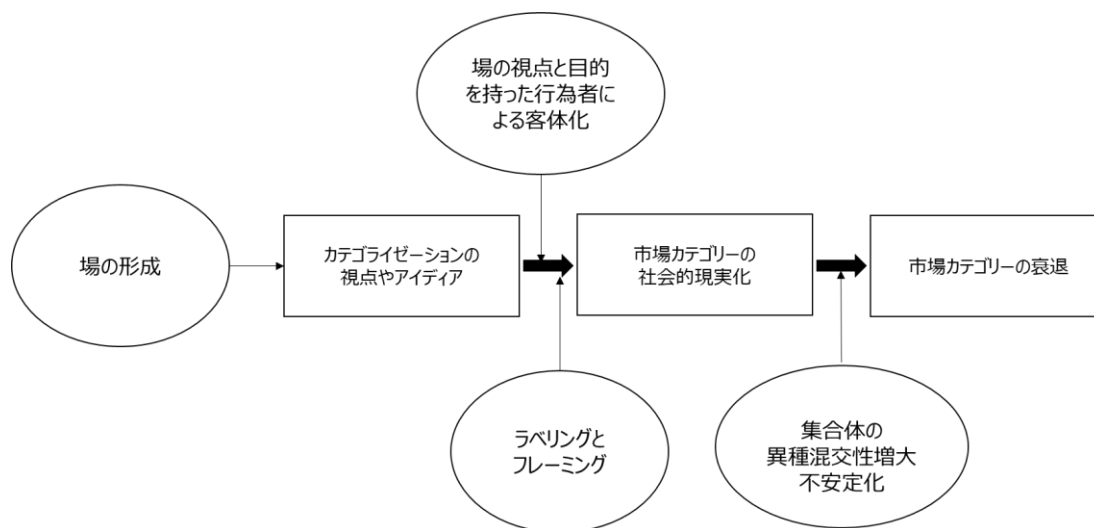 場の視点と目的
を持った行為者に
よる客体化
場の形成
カテゴライゼーションの
視点やアイディア
市場カテゴリーの
社会的現実化
市場カテゴリーの衰退
ラベリングと
フレーミング
集合体の
異種混交性増大
不安定化